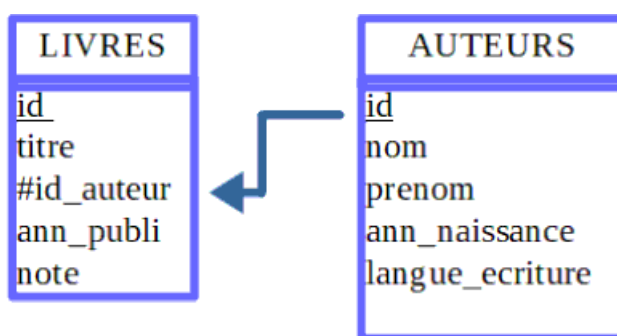 LIVRES
id
titre
#id_auteur
ann_publi
note
AUTEURS
id
nom
prenom
ann_naissance
langue_ecriture